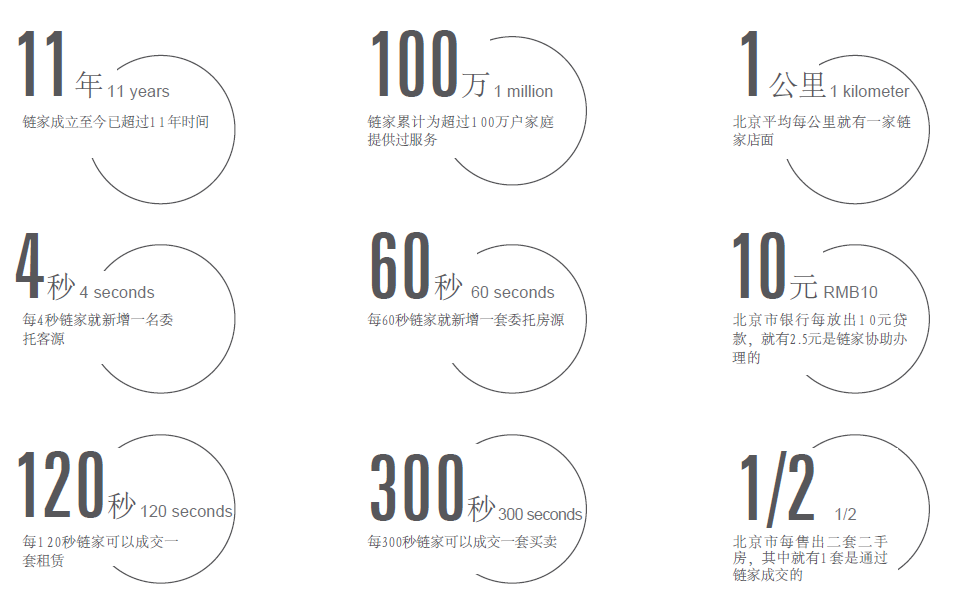 11年 11 years
链家成立至今已超过11年时间
100万 1 million
链家累计为超过100万户家庭
提供过服务
1公里 1 kilometer
北京平均每公里就有一家链
家店面
4秒 4 seconds
每4秒链家就新增一名委
托客源
60秒 60 seconds
每60秒链家就新增一套委托房源
10元 RMB10
北京市银行每放出10元贷
款，就有2.5元是链家协助办
理的
120秒 120 seconds
每120秒链家可以成交一
套租赁
300秒 300 seconds
每300秒链家可以成交一套买卖
1/2 1/2
北京市每售出二套二手
房，其中就有1套是通过
链家成交的